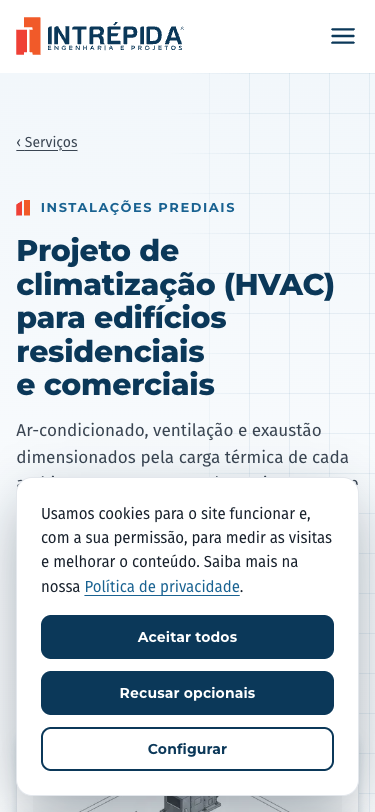 INTRÉPIDA
ENGENHARIA E PROJETOS
‹ Serviços
INSTALAÇÕES PREDIAIS
Projeto de
climatização (HVAC)
para edifícios
residenciais
e comerciais
Ar-condicionado, ventilação e exaustão
dimensionados pela carga térmica de cada
Usamos cookies para o site funcionar e,
com a sua permissão, para medir as visitas
e melhorar o conteúdo. Saiba mais na
nossa Política de privacidade.
Aceitar todos
Recusar opcionais
Configurar